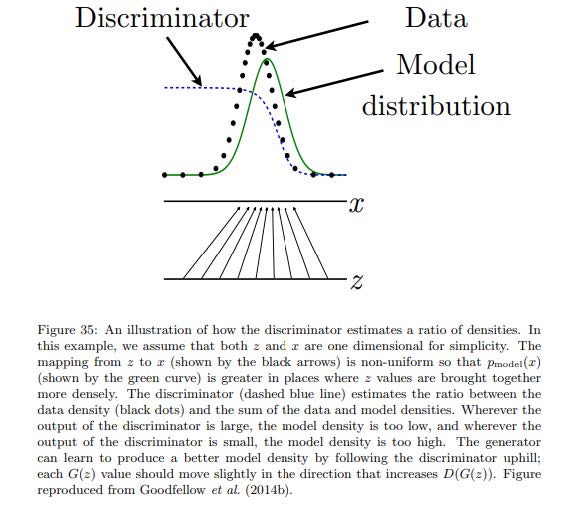 Discriminator
Data
Model
distribution
x
z
Figure 35: An illustration of how the discriminator estimates a ratio of densities. In
this example, we assume that both z and x are one dimensional for simplicity. The
mapping from z to x (shown by the black arrows) is non-uniform so that pmodel(x)
(shown by the green curve) is greater in places where z values are brought together
more densely. The discriminator (dashed blue line) estimates the ratio between the
data density (black dots) and the sum of the data and model densities. Wherever the
output of the discriminator is large, the model density is too low, and wherever the
output of the discriminator is small, the model density is too high. The generator
can learn to produce a better model density by following the discriminator uphill;
each G(z) value should move slightly in the direction that increases D(G(z)). Figure
reproduced from Goodfellow et al. (2014b).